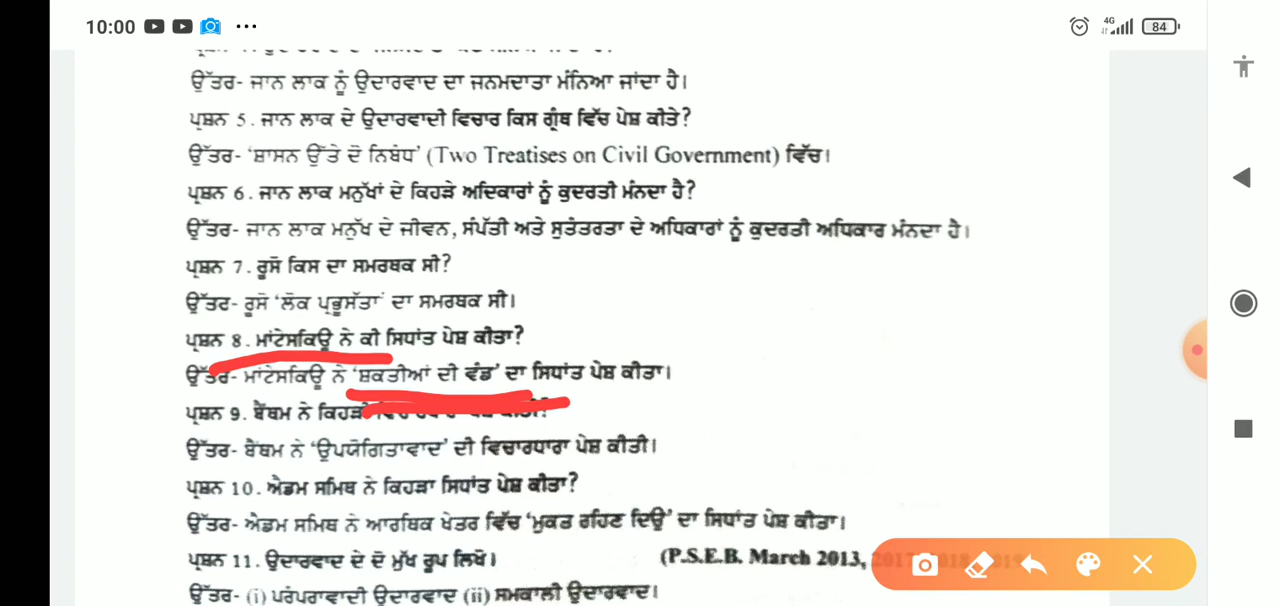 10:00
4G
84
ਉੱਤਰ- ਜਾਨ ਲਾਕ ਨੂੰ ਉਦਾਰਵਾਦ ਦਾ ਜਨਮਦਾਤਾ ਮੰਨਿਆ ਜਾਂਦਾ ਹੈ।
ਪ੍ਰਸ਼ਨ 5. ਜਾਨ ਲਾਕ ਦੇ ਉਦਾਰਵਾਦੀ ਵਿਚਾਰ ਕਿਸ ਗ੍ਰੰਥ ਵਿੱਚ ਪੇਸ਼ ਕੀਤੇ?
ਉੱਤਰ- ‘ਸ਼ਾਸਨ ਉੱਤੇ ਦੋ ਨਿਬੰਧ’ (Two Treatises on Civil Government) ਵਿੱਚ।
ਪ੍ਰਸ਼ਨ 6. ਜਾਨ ਲਾਕ ਮਨੁੱਖਾਂ ਦੇ ਕਿਹੜੇ ਅਦਿਕਾਰਾਂ ਨੂੰ ਕੁਦਰਤੀ ਮੰਨਦਾ ਹੈ?
ਉੱਤਰ- ਜਾਨ ਲਾਕ ਮਨੁੱਖ ਦੇ ਜੀਵਨ, ਸੰਪੱਤੀ ਅਤੇ ਸੁਤੰਤਰਤਾ ਦੇ ਅਧਿਕਾਰਾਂ ਨੂੰ ਕੁਦਰਤੀ ਅਧਿਕਾਰ ਮੰਨਦਾ ਹੈ।
ਪ੍ਰਸ਼ਨ 7. ਰੂਸੋ ਕਿਸ ਦਾ ਸਮਰਥਕ ਸੀ?
ਉੱਤਰ- ਰੂਸੋ ‘ਲੋਕ ਪ੍ਰਭੂਸੱਤਾ’ ਦਾ ਸਮਰਥਕ ਸੀ।
ਪ੍ਰਸ਼ਨ 8. ਮਾਂਟੇਸਕਿਊ ਨੇ ਕੀ ਸਿਧਾਂਤ ਪੇਸ਼ ਕੀਤਾ?
ਉੱਤਰ- ਮਾਂਟੇਸਕਿਊ ਨੇ ‘ਸ਼ਕਤੀਆਂ ਦੀ ਵੰਡ’ ਦਾ ਸਿਧਾਂਤ ਪੇਸ਼ ਕੀਤਾ।
ਪ੍ਰਸ਼ਨ 9. ਬੈਂਥਮ ਨੇ
ਉੱਤਰ- ਬੈਂਥਮ ਨੇ ‘ਉਪਯੋਗਿਤਾਵਾਦ’ ਦੀ ਵਿਚਾਰਧਾਰਾ ਪੇਸ਼ ਕੀਤੀ।
ਪ੍ਰਸ਼ਨ 10. ਐਡਮ ਸਮਿਥ ਨੇ ਕਿਹੜਾ ਸਿਧਾਂਤ ਪੇਸ਼ ਕੀਤਾ?
ਉੱਤਰ- ਐਡਮ ਸਮਿਥ ਨੇ ਆਰਥਿਕ ਖੇਤਰ ਵਿੱਚ ‘ਮੁਕਤ ਰਹਿਣ ਦਿਉ’ ਦਾ ਸਿਧਾਂਤ ਪੇਸ਼ ਕੀਤਾ।
ਪ੍ਰਸ਼ਨ 11. ਉਦਾਰਵਾਦ ਦੇ ਦੋ ਮੁੱਖ ਰੂਪ ਲਿਖੋ। (P.S.E.B. March 2013,
ਉੱਤਰ- (i) ਪਰੰਪਰਾਵਾਦੀ ਉਦਾਰਵਾਦ (ii) ਸਮਕਾਲੀ ਉਦਾਰਵਾਦ।